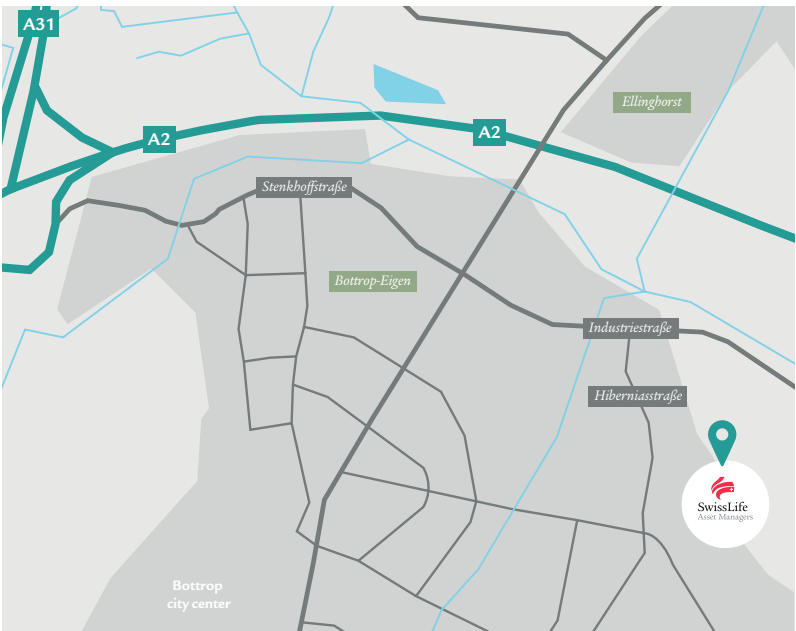 A31
A2
A2
Ellinghorst
Stenkhoffstraße
Bottrop-Eigen
Industriestraße
Hiberniasstraße
SwissLife
Asset Managers
Bottrop
city center